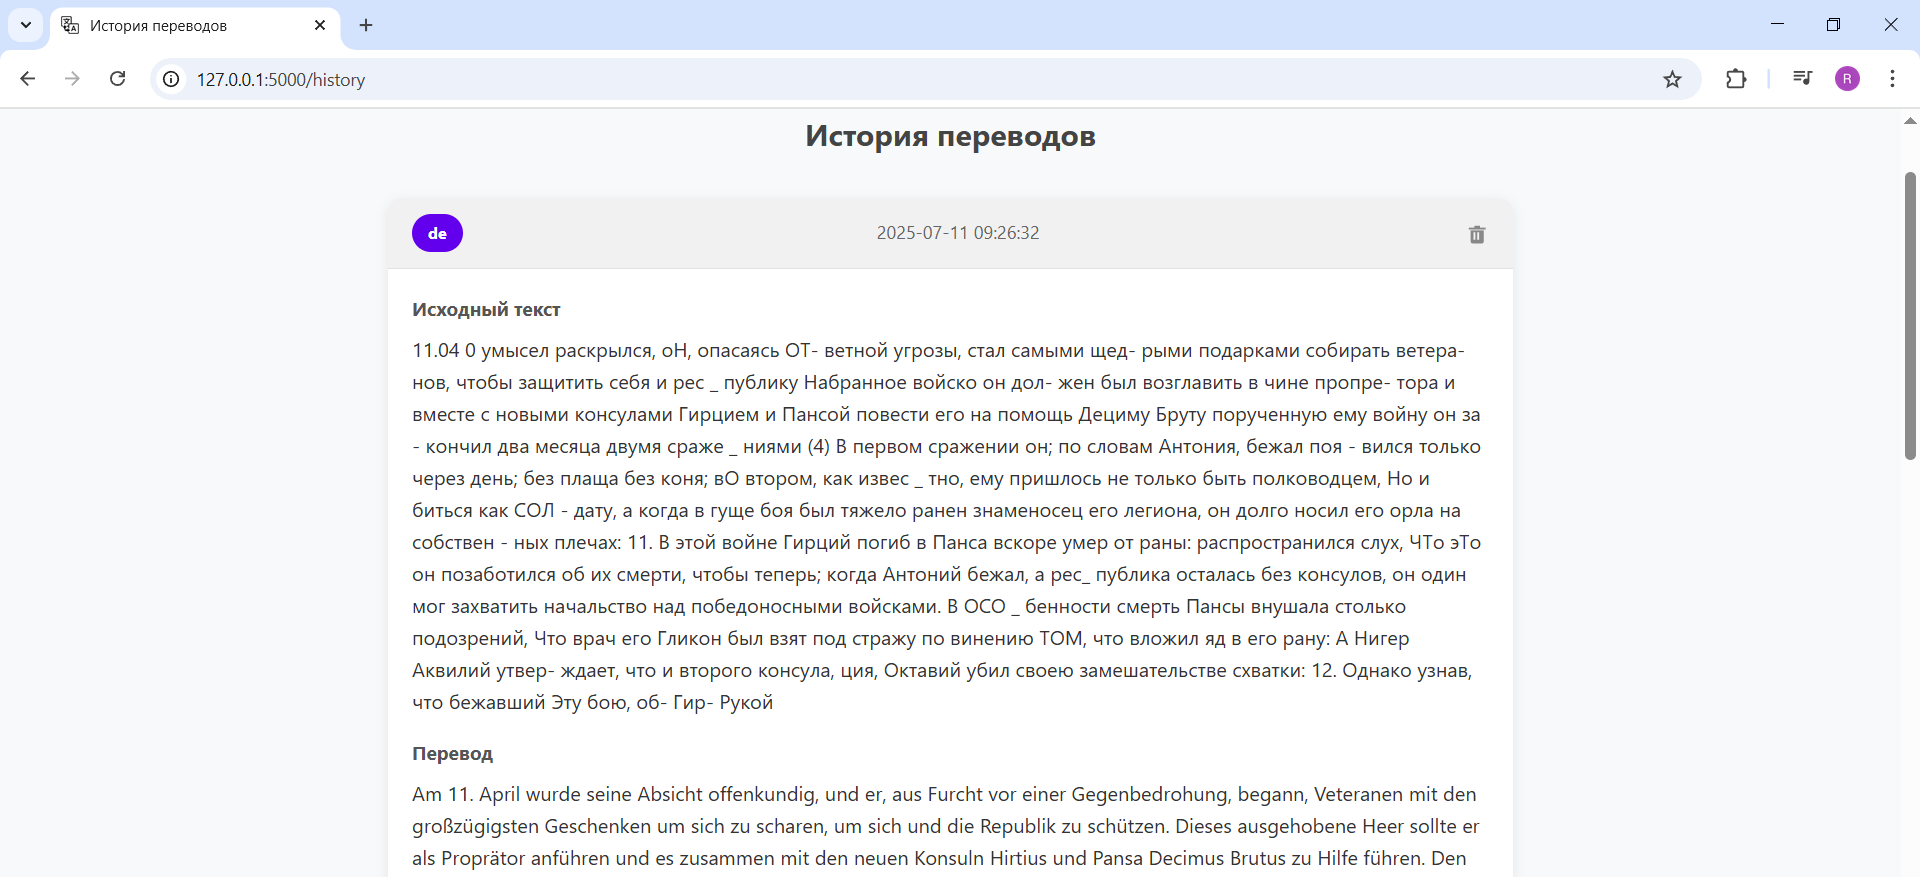 История переводов
127.0.0.1:5000/history
R
История переводов
de
2025-07-11 09:26:32
Исходный текст
11.04 0 умысел раскрылся, оН, опасаясь ОТ- ветной угрозы, стал самыми щед- рыми подарками собирать ветера-
нов, чтобы защитить себя и рес _ публику Набранное войско он дол- жен был возглавить в чине пропре- тора и
вместе с новыми консулами Гирцием и Пансой повести его на помощь Дециму Бруту порученную ему войну он за
- кончил два месяца двумя сраже _ ниями (4) В первом сражении он; по словам Антония, бежал поя - вился только
через день; без плаща без коня; вО втором, как извес _ тно, ему пришлось не только быть полководцем, Но и
биться как СОЛ - дату, а когда в гуще боя был тяжело ранен знаменосец его легиона, он долго носил его орла на
собствен - ных плечах: 11. В этой войне Гирций погиб в Панса вскоре умер от раны: распространился слух, ЧТо эТо
он позаботился об их смерти, чтобы теперь; когда Антоний бежал, а рес_ публика осталась без консулов, он один
мог захватить начальство над победоносными войсками. В ОСО _ бенности смерть Пансы внушала столько
подозрений, Что врач его Гликон был взят под стражу по винению ТОМ, что вложил яд в его рану: А Нигер
Аквилий утвер- ждает, что и второго консула, ция, Октавий убил своею замешательстве схватки: 12. Однако узнав,
что бежавший Эту бою, об- Гир- Рукой
Перевод
Am 11. April wurde seine Absicht offenkundig, und er, aus Furcht vor einer Gegenbedrohung, begann, Veteranen mit den
großzügigsten Geschenken um sich zu scharen, um sich und die Republik zu schützen. Dieses ausgehobene Heer sollte er
als Proprätor anführen und es zusammen mit den neuen Konsuln Hirtius und Pansa Decimus Brutus zu Hilfe führen. Den